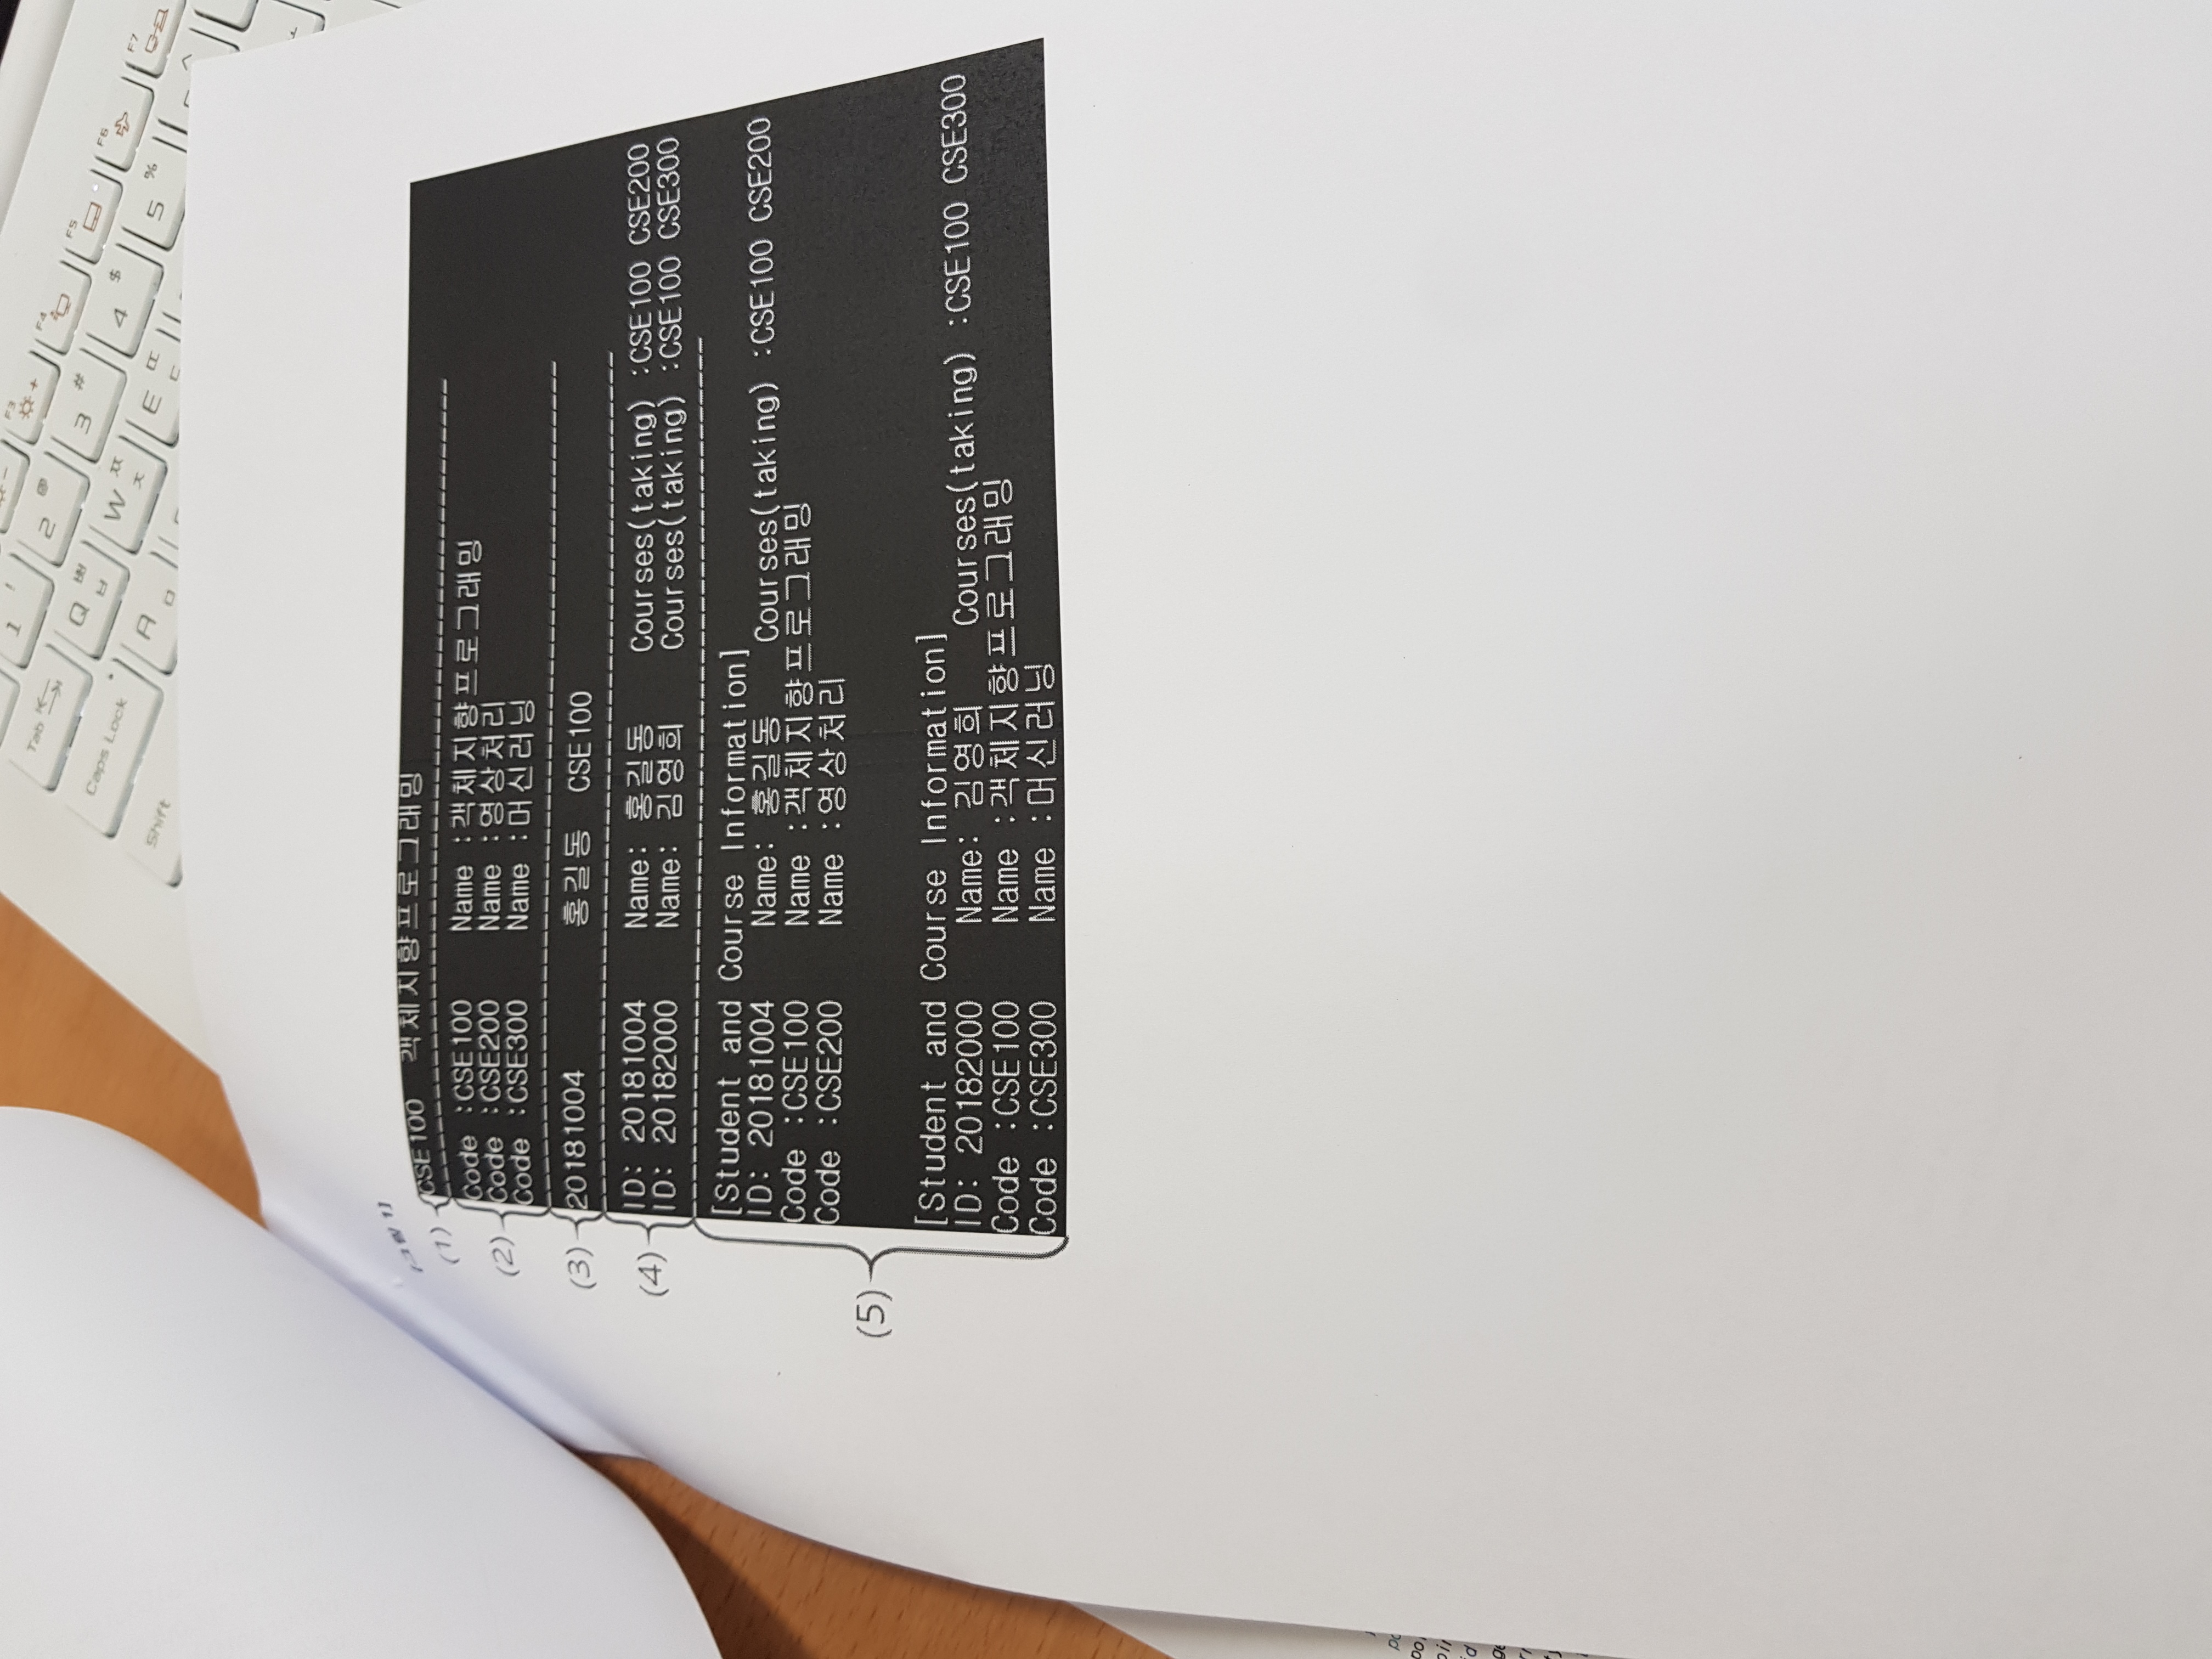 Tab
Caps Lock
Shift
1 !
2 @
3 #
4 $
5 %
Q ㅃ ㅂ
W ㅉ ㅈ
E ㄸ ㄷ
A ㅁ
F3
F4
F5
F6
F7
[그림 1]
(1) CSE100 객체지향프로그래밍
--------------------------------------------------
(2) Code :CSE100 Name :객체지향프로그래밍
Code :CSE200 Name :영상처리
Code :CSE300 Name :머신러닝
--------------------------------------------------
(3) 20181004 홍길동 CSE100
--------------------------------------------------
(4) ID: 20181004 Name: 홍길동 Courses(taking) :CSE100 CSE200
ID: 20182000 Name: 김영희 Courses(taking) :CSE100 CSE300
--------------------------------------------------
(5) [Student and Course Information]
ID: 20181004 Name: 홍길동 Courses(taking) :CSE100 CSE200
Code :CSE100 Name :객체지향프로그래밍
Code :CSE200 Name :영상처리
[Student and Course Information]
ID: 20182000 Name: 김영희 Courses(taking) :CSE100 CSE300
Code :CSE100 Name :객체지향프로그래밍
Code :CSE300 Name :머신러닝